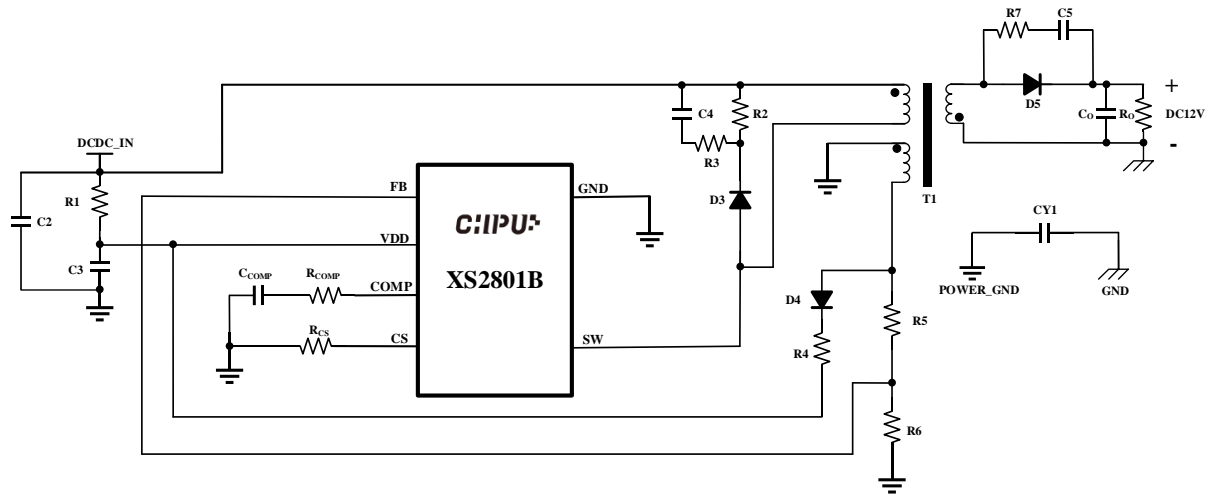 R7
C5
D5
+
C4
R2
CO
RO
DC12V
DCDC_IN
-
R3
R1
FB
GND
D3
T1
CHIPUP
C2
VDD
CY1
C3
CCOMP
RCOMP
COMP
XS2801B
POWER_GND
GND
D4
R5
RCS
CS
SW
R4
R6